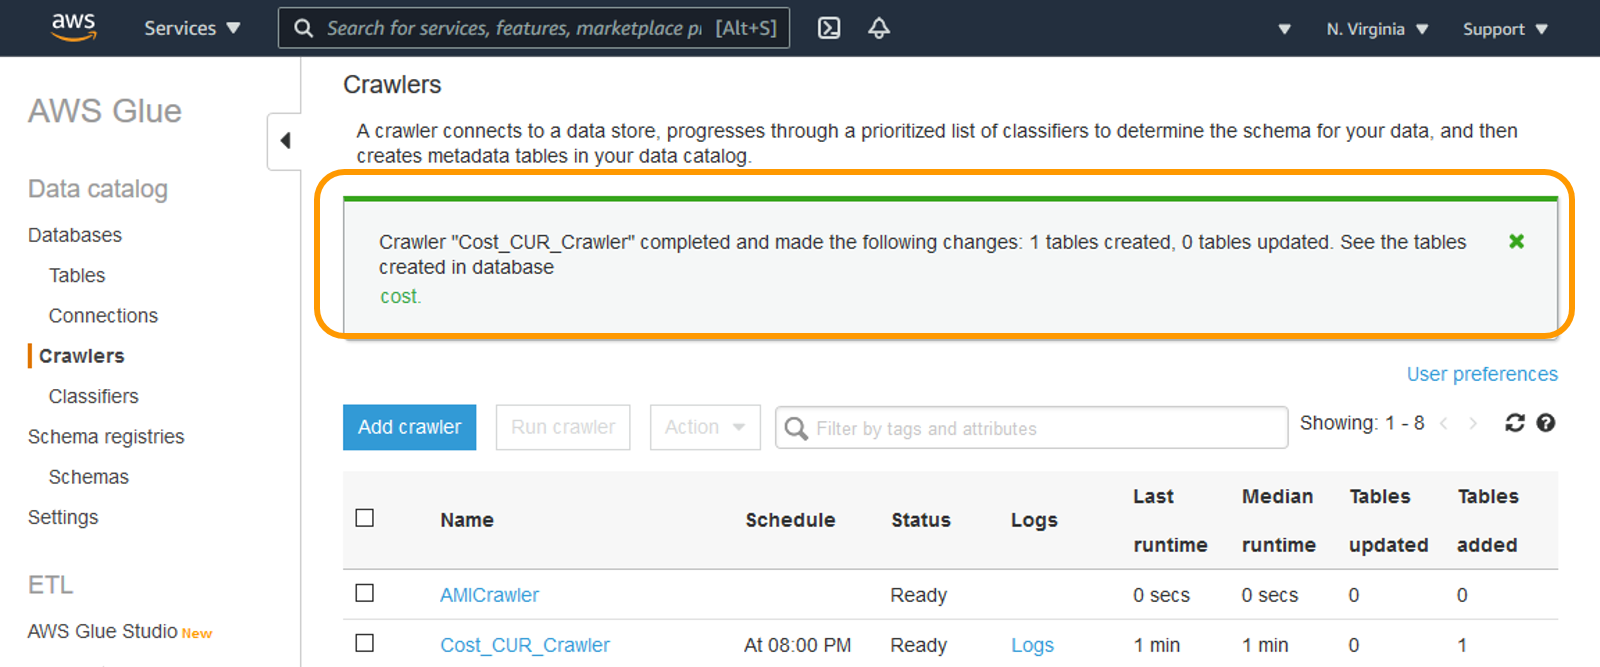 aws
Services
Search for services, features, marketplace pr [Alt+S]
N. Virginia
Support
AWS Glue
Data catalog
Databases
Tables
Connections
Crawlers
Classifiers
Schema registries
Schemas
Settings
ETL
AWS Glue Studio New
Crawlers
A crawler connects to a data store, progresses through a prioritized list of classifiers to determine the schema for your data, and then
creates metadata tables in your data catalog.
Crawler "Cost_CUR_Crawler" completed and made the following changes: 1 tables created, 0 tables updated. See the tables
created in database
cost.
User preferences
Add crawler Run crawler Action Filter by tags and attributes Showing: 1 - 8
Name Schedule Status Logs Last runtime Median runtime Tables updated Tables added
AMICrawler Ready 0 secs 0 secs 0 0
Cost_CUR_Crawler At 08:00 PM Ready Logs 1 min 1 min 0 1